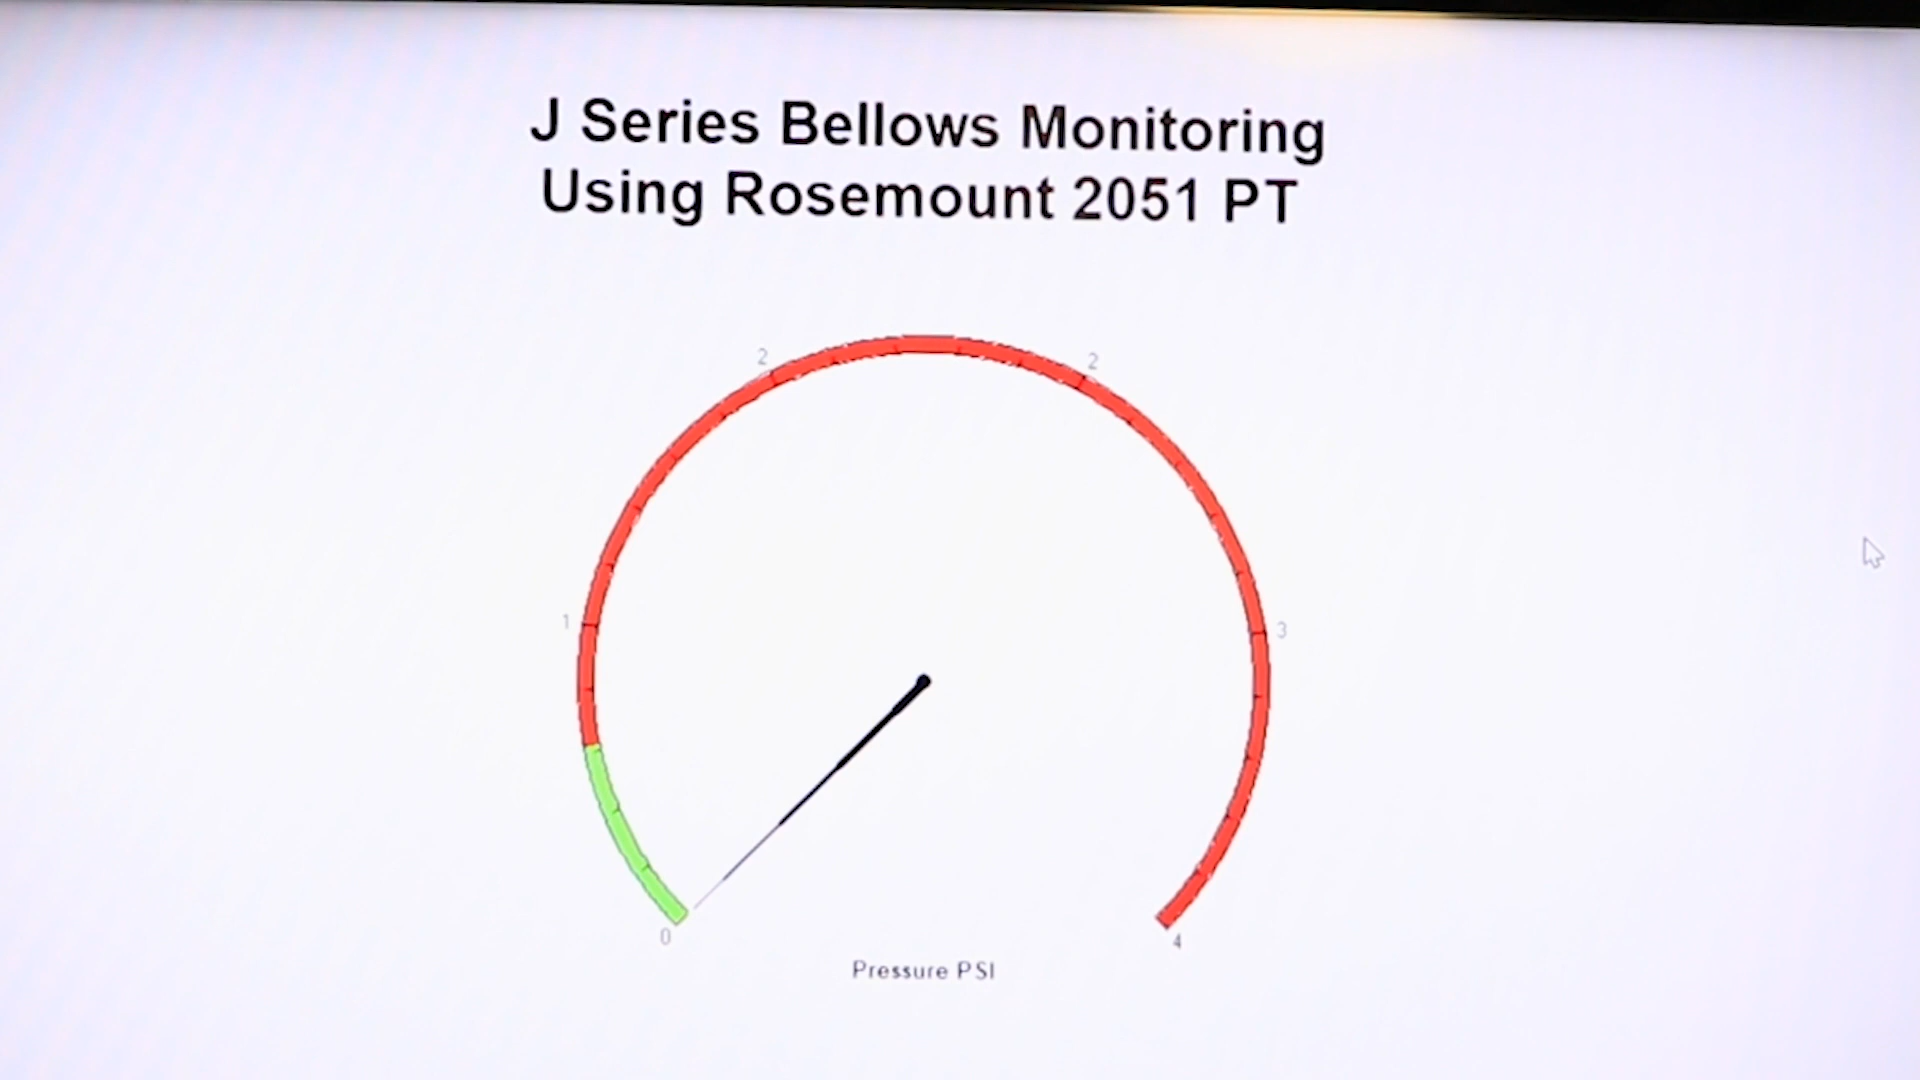 J Series Bellows Monitoring
Using Rosemount 2051 PT
2
2
1
3
0
4
Pressure PSI